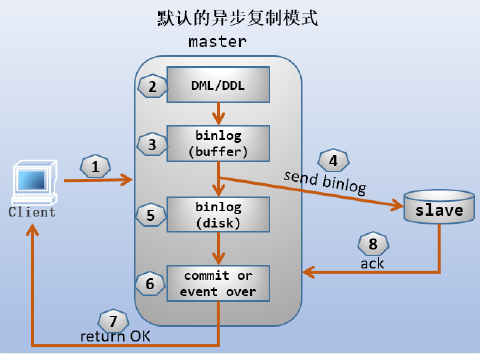 默认的异步复制模式
master
2
DML/DDL
3
binlog
(buffer)
4
send binlog
1
Client
5
binlog
(disk)
slave
8
ack
6
commit or
event over
7
return OK